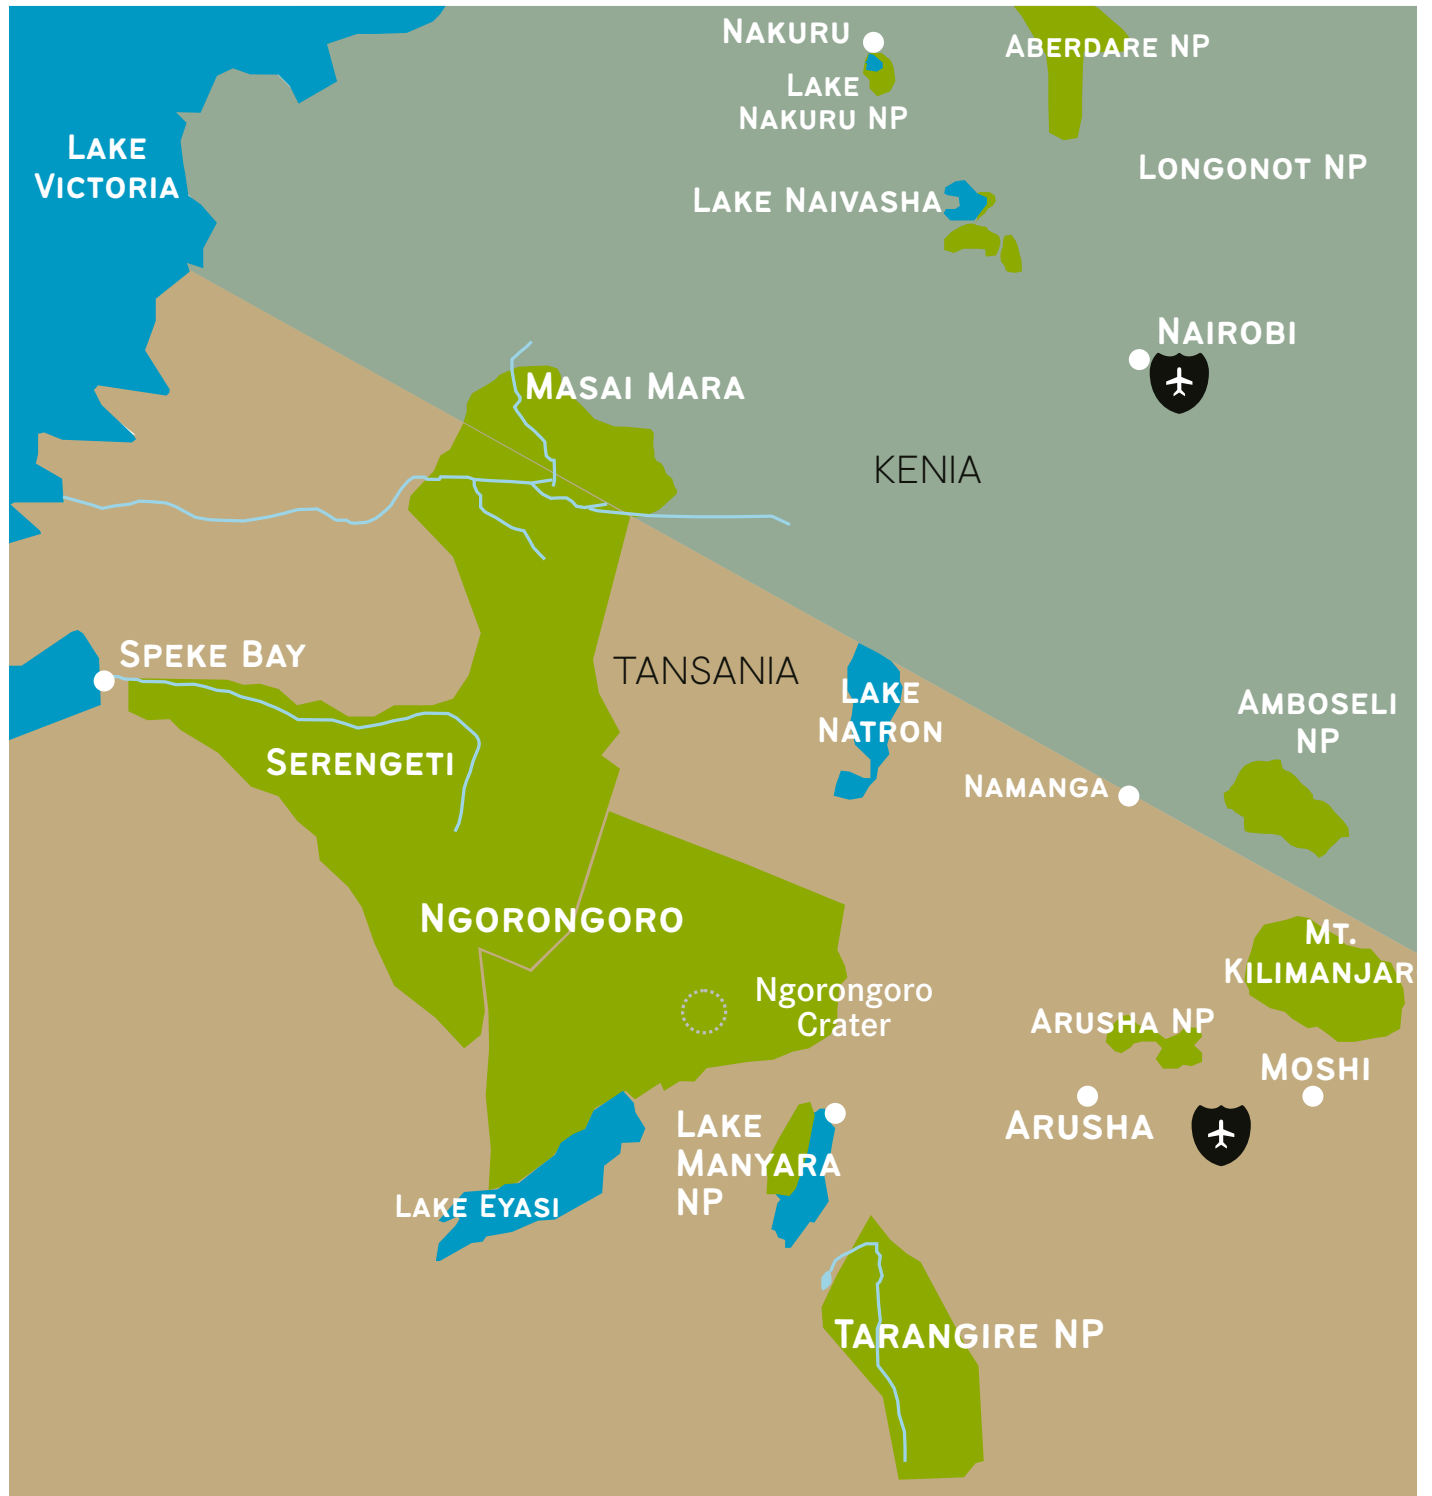 Nakuru
Aberdare NP
Lake
Nakuru NP
Lake
Victoria
Longonot NP
Lake Naivasha
Nairobi
Masai Mara
KENIA
Speke Bay
TANSANIA
Lake
Natron
Amboseli
NP
Serengeti
Namanga
Ngorongoro
Mt.
Kilimanjar
Ngorongoro
Crater
Arusha NP
Moshi
Lake
Manyara
NP
Arusha
Lake Eyasi
Tarangire NP